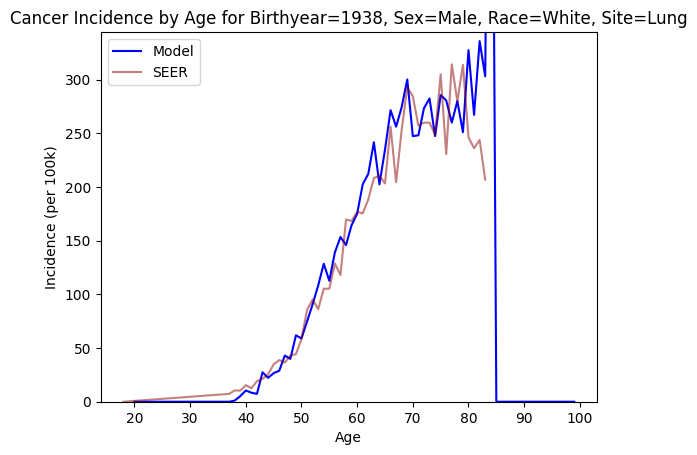 Cancer Incidence by Age for Birthyear=1938, Sex=Male, Race=White, Site=Lung
Model
SEER
Incidence (per 100k)
300
250
200
150
100
50
0
20 30 40 50 60 70 80 90 100
Age